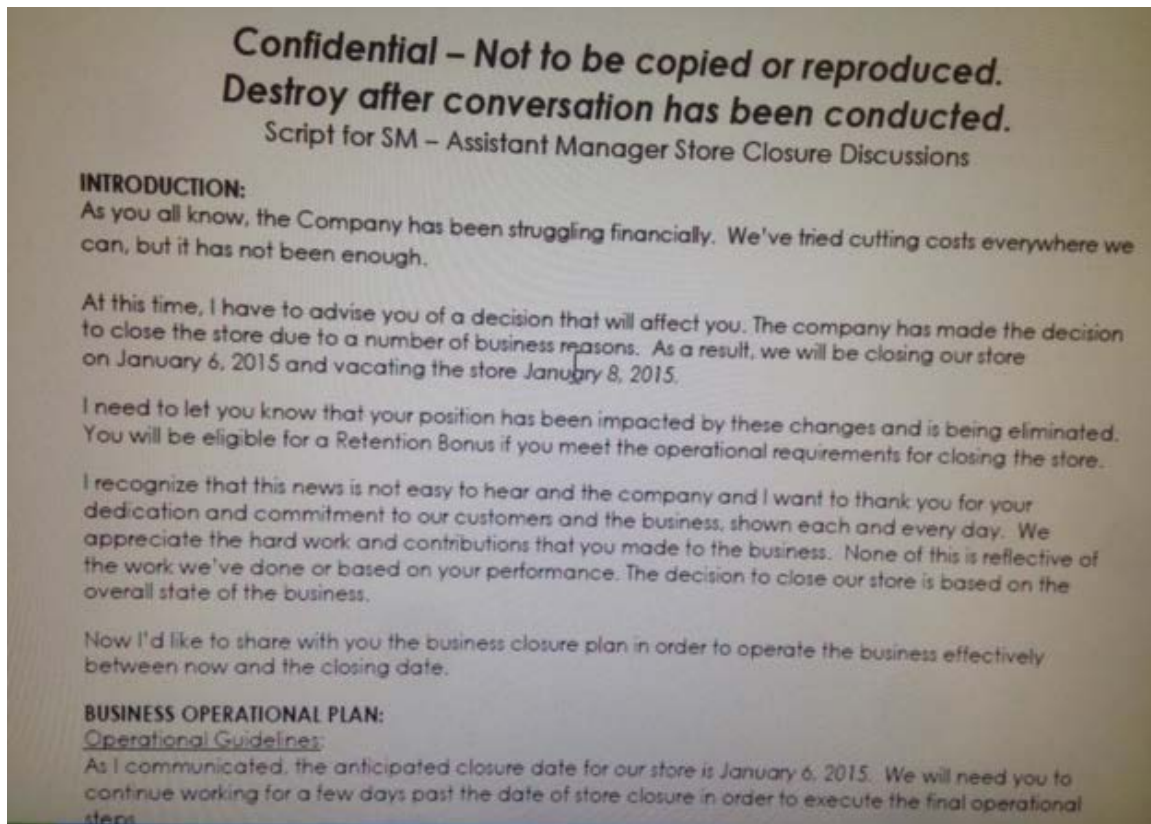 Confidential – Not to be copied or reproduced.
Destroy after conversation has been conducted.
Script for SM – Assistant Manager Store Closure Discussions
INTRODUCTION:
As you all know, the Company has been struggling financially. We've tried cutting costs everywhere we
can, but it has not been enough.
At this time, I have to advise you of a decision that will affect you. The company has made the decision
to close the store due to a number of business reasons. As a result, we will be closing our store
on January 6, 2015 and vacating the store January 8, 2015.
I need to let you know that your position has been impacted by these changes and is being eliminated.
You will be eligible for a Retention Bonus if you meet the operational requirements for closing the store.
I recognize that this news is not easy to hear and the company and I want to thank you for your
dedication and commitment to our customers and the business, shown each and every day. We
appreciate the hard work and contributions that you made to the business. None of this is reflective of
the work we've done or based on your performance. The decision to close our store is based on the
overall state of the business.
Now I'd like to share with you the business closure plan in order to operate the business effectively
between now and the closing date.
BUSINESS OPERATIONAL PLAN:
Operational Guidelines:
As I communicated, the anticipated closure date for our store is January 6, 2015. We will need you to
continue working for a few days past the date of store closure in order to execute the final operational
steps